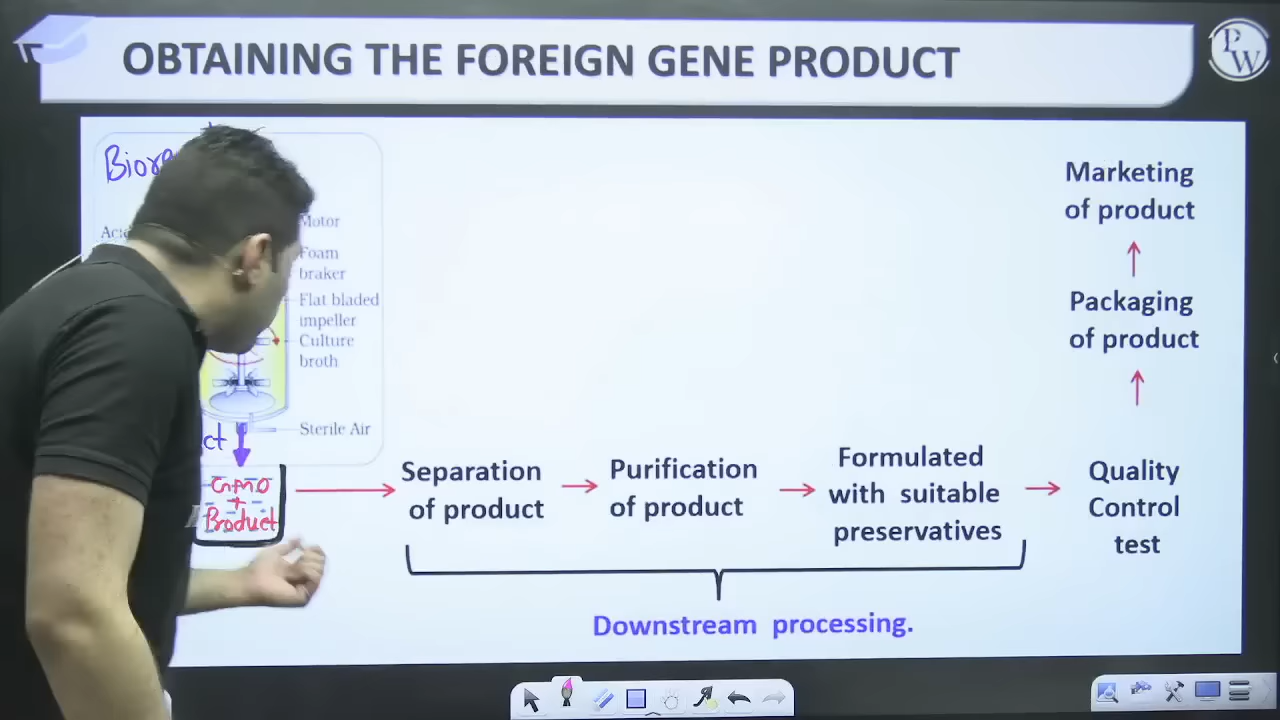 OBTAINING THE FOREIGN GENE PRODUCT
P
W
Motor
Foam
braker
Flat bladed
impeller
Culture
broth
Sterile Air
GMO
+
Product
Separation
of product
Purification
of product
Formulated
with suitable
preservatives
Quality
Control
test
Packaging
of product
Marketing
of product
Downstream processing.